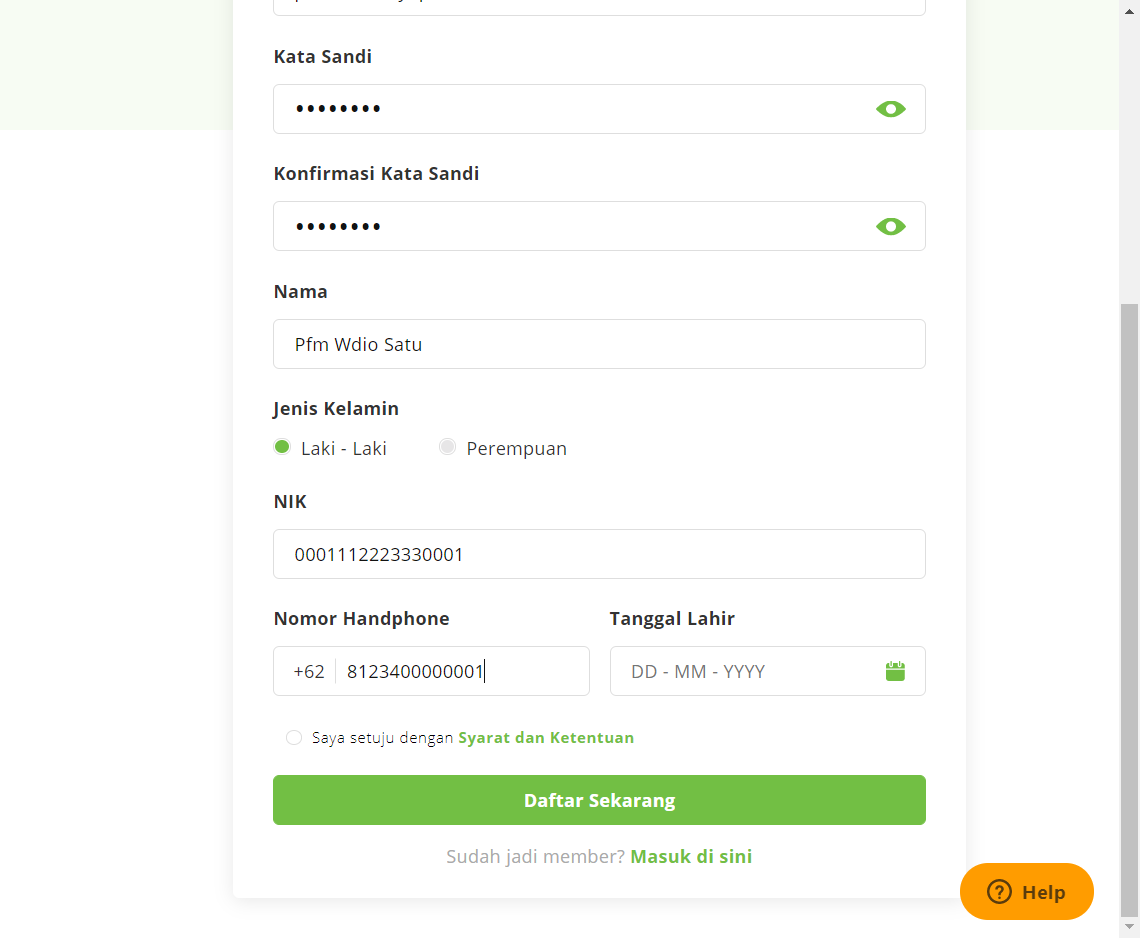 Kata Sandi
••••••••
Konfirmasi Kata Sandi
••••••••
Nama
Pfm Wdio Satu
Jenis Kelamin
Laki - Laki Perempuan
NIK
0001112223330001
Nomor Handphone Tanggal Lahir
+62 8123400000001 DD - MM - YYYY
Saya setuju dengan Syarat dan Ketentuan
Daftar Sekarang
Sudah jadi member? Masuk di sini
Help